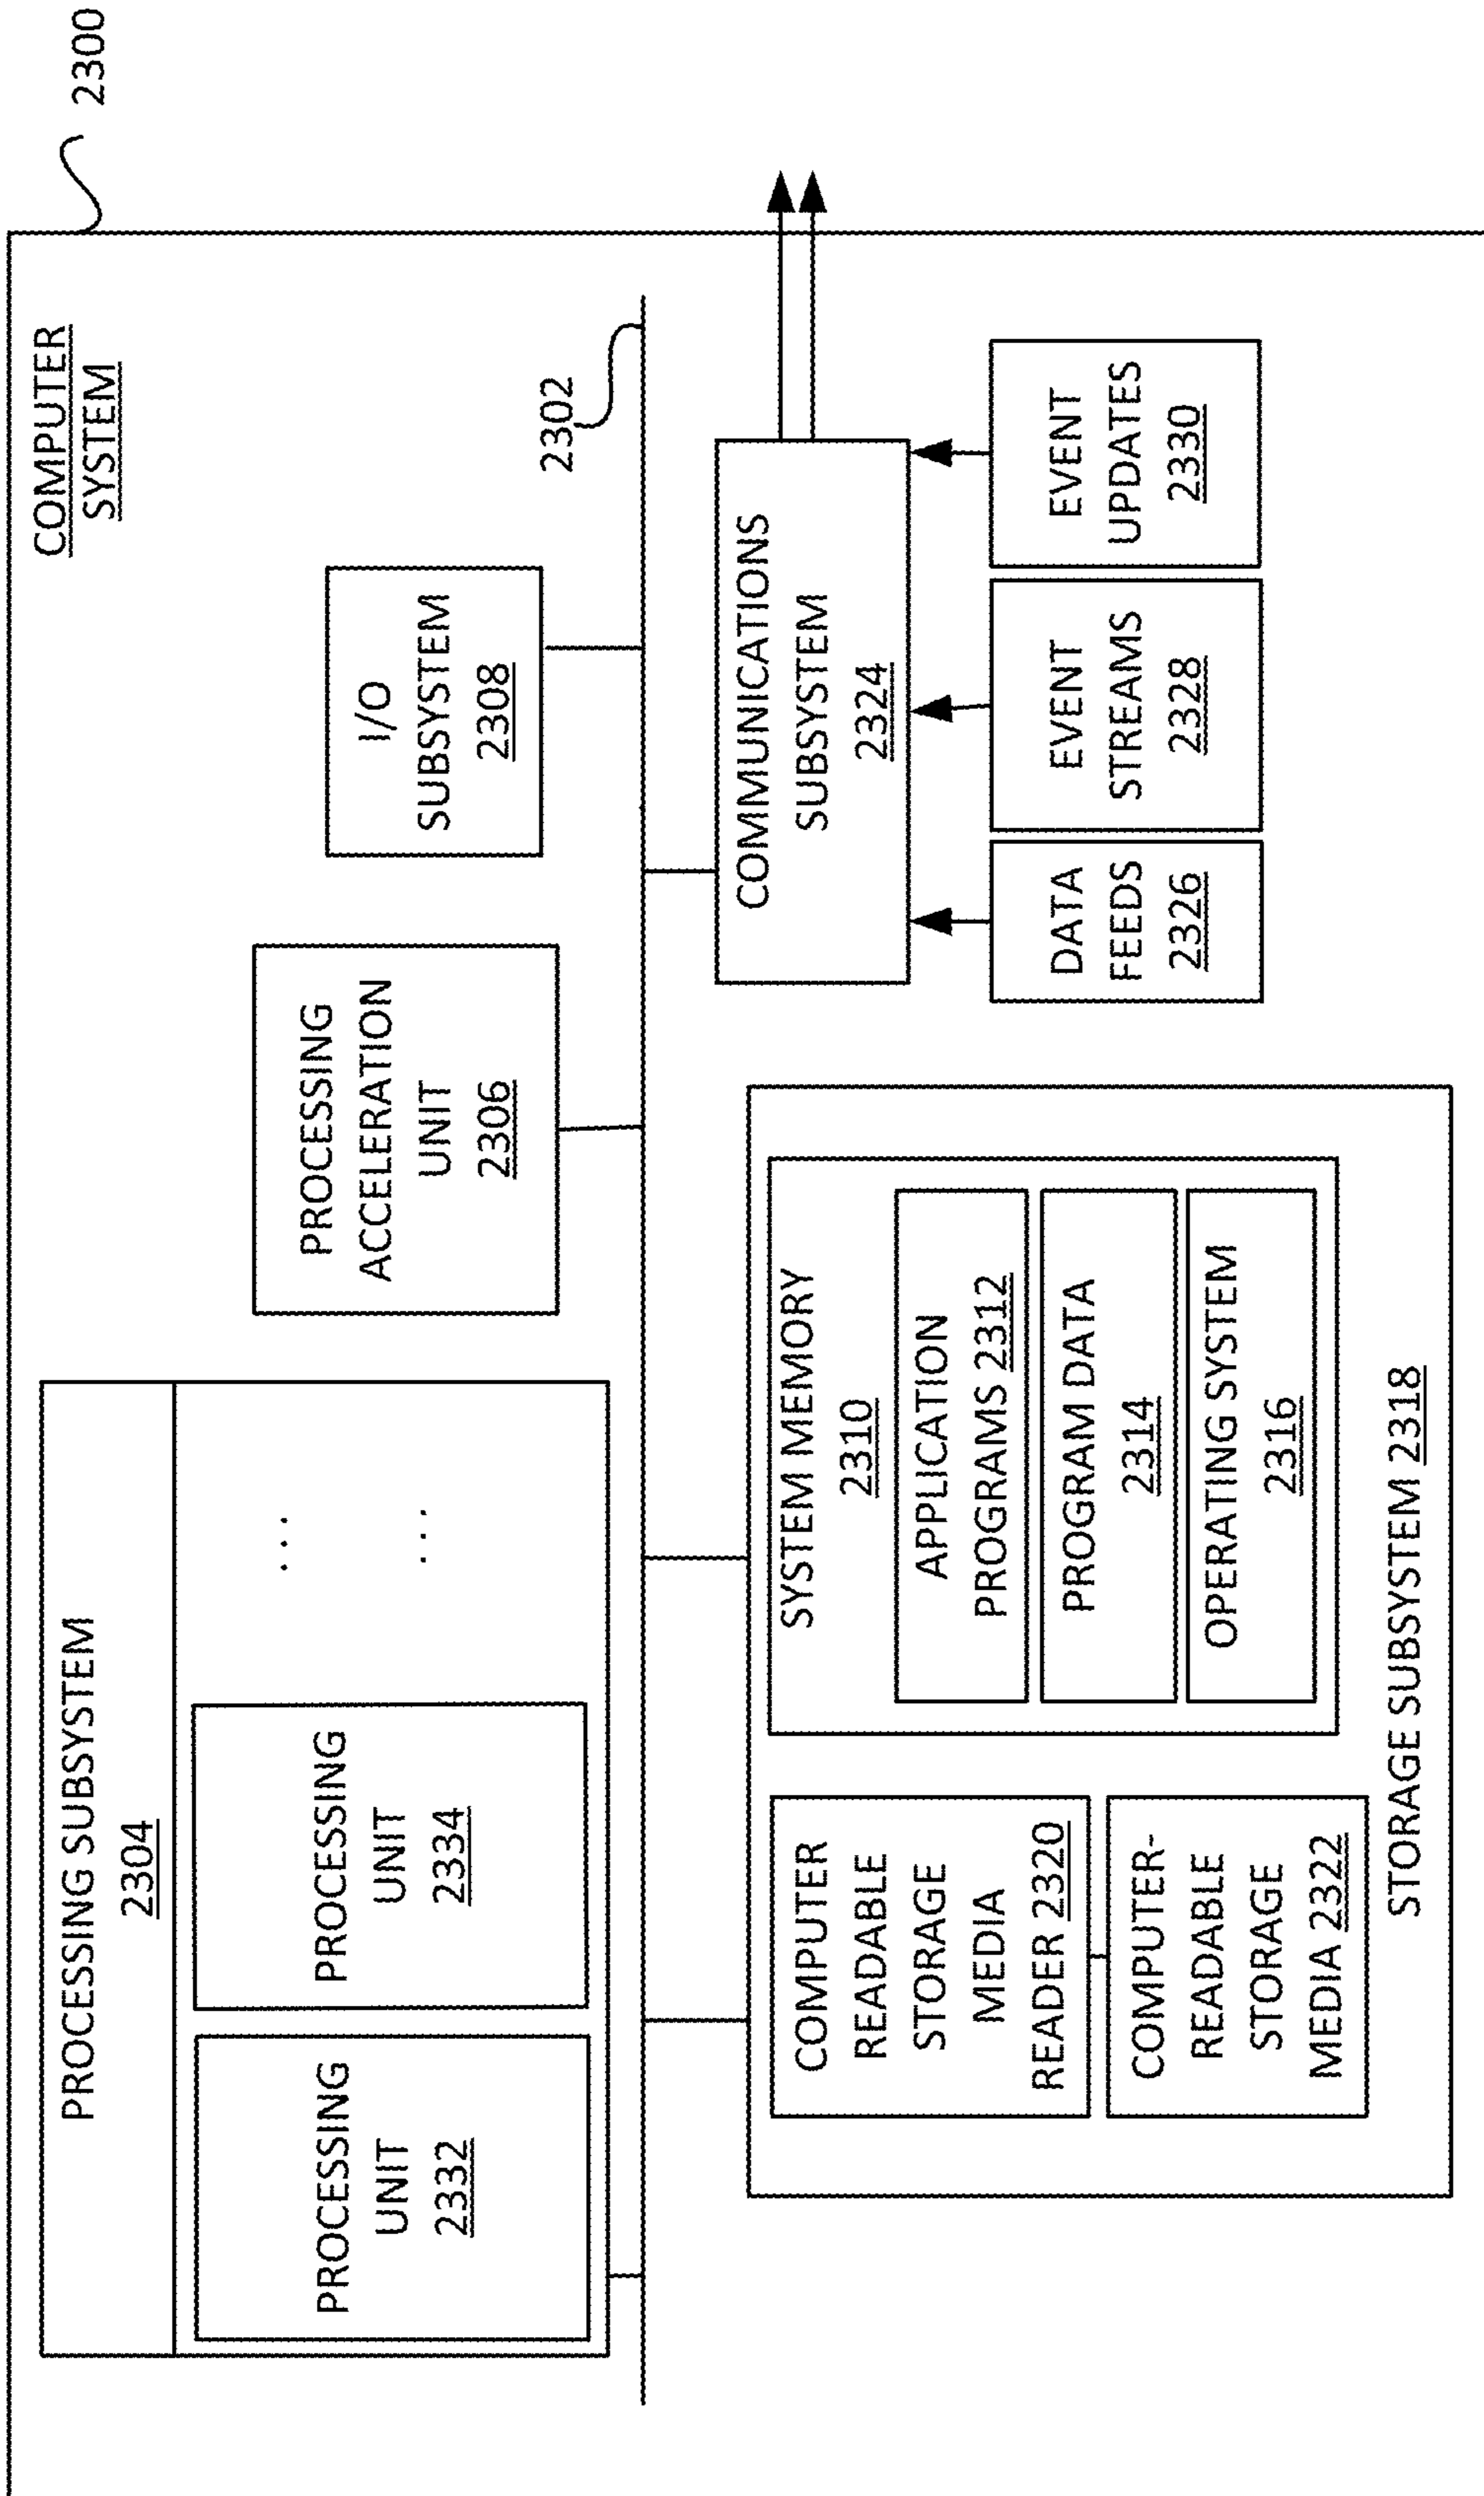 2300
COMPUTER
SYSTEM
PROCESSING SUBSYSTEM
2304
PROCESSING
UNIT
2332
PROCESSING
UNIT
2334
. . .
. . .
PROCESSING
ACCELERATION
UNIT
2306
I/O
SUBSYSTEM
2308
2302
COMPUTER
READABLE
STORAGE
MEDIA
READER 2320
COMPUTER-
READABLE
STORAGE
MEDIA 2322
SYSTEM MEMORY
2310
APPLICATION
PROGRAMS 2312
PROGRAM DATA
2314
OPERATING SYSTEM
2316
STORAGE SUBSYSTEM 2318
COMMUNICATIONS
SUBSYSTEM
2324
DATA
FEEDS
2326
EVENT
STREAMS
2328
EVENT
UPDATES
2330